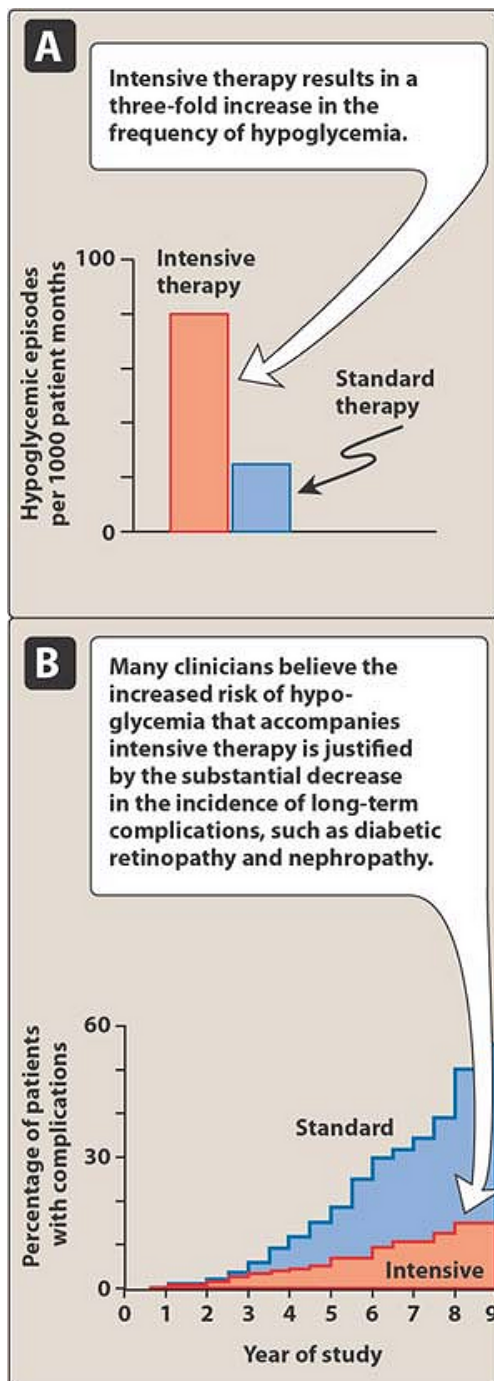 A
Intensive therapy results in a
three-fold increase in the
frequency of hypoglycemia.
Hypoglycemic episodes
per 1000 patient months
100
0
Intensive
therapy
Standard
therapy
B
Many clinicians believe the
increased risk of hypo-
glycemia that accompanies
intensive therapy is justified
by the substantial decrease
in the incidence of long-term
complications, such as diabetic
retinopathy and nephropathy.
Percentage of patients
with complications
60
30
0
Standard
Intensive
0 1 2 3 4 5 6 7 8 9
Year of study